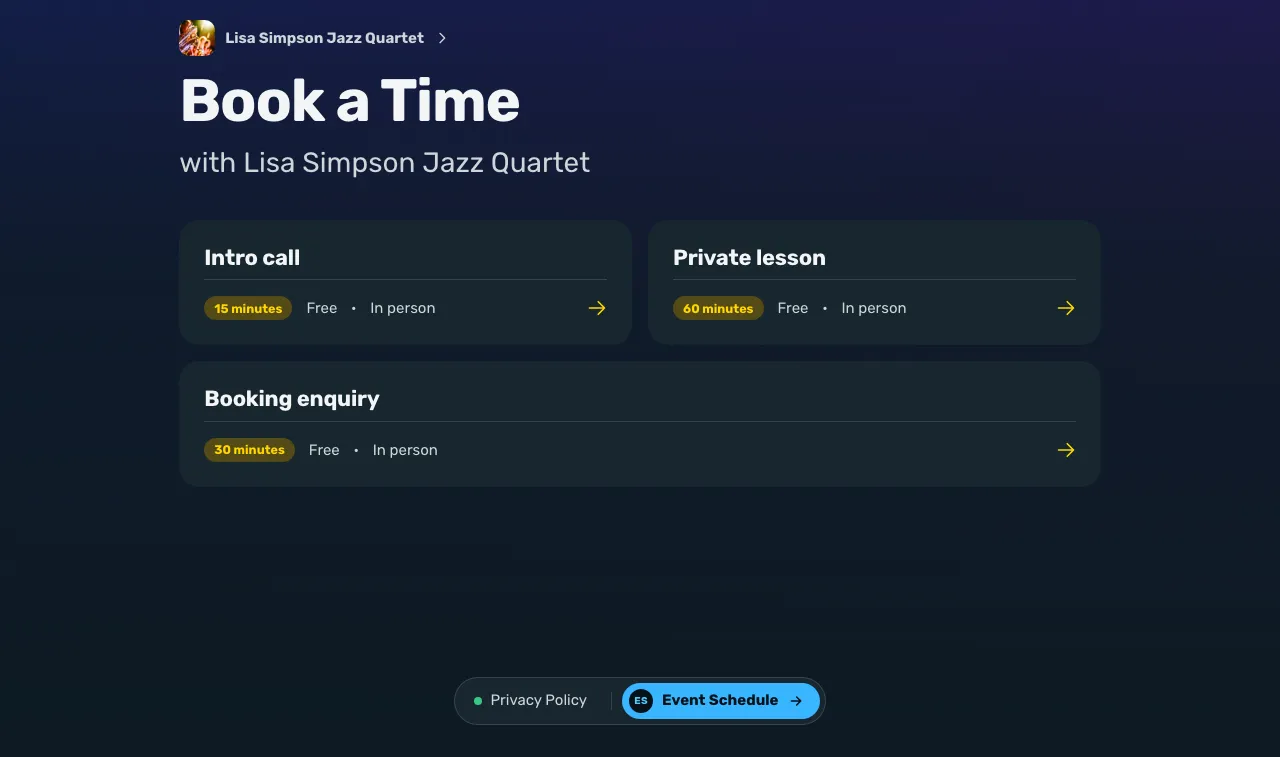 Lisa Simpson Jazz Quartet
Book a Time
with Lisa Simpson Jazz Quartet
Intro call
15 minutes Free • In person
Private lesson
60 minutes Free • In person
Booking enquiry
30 minutes Free • In person
Privacy Policy
ES Event Schedule